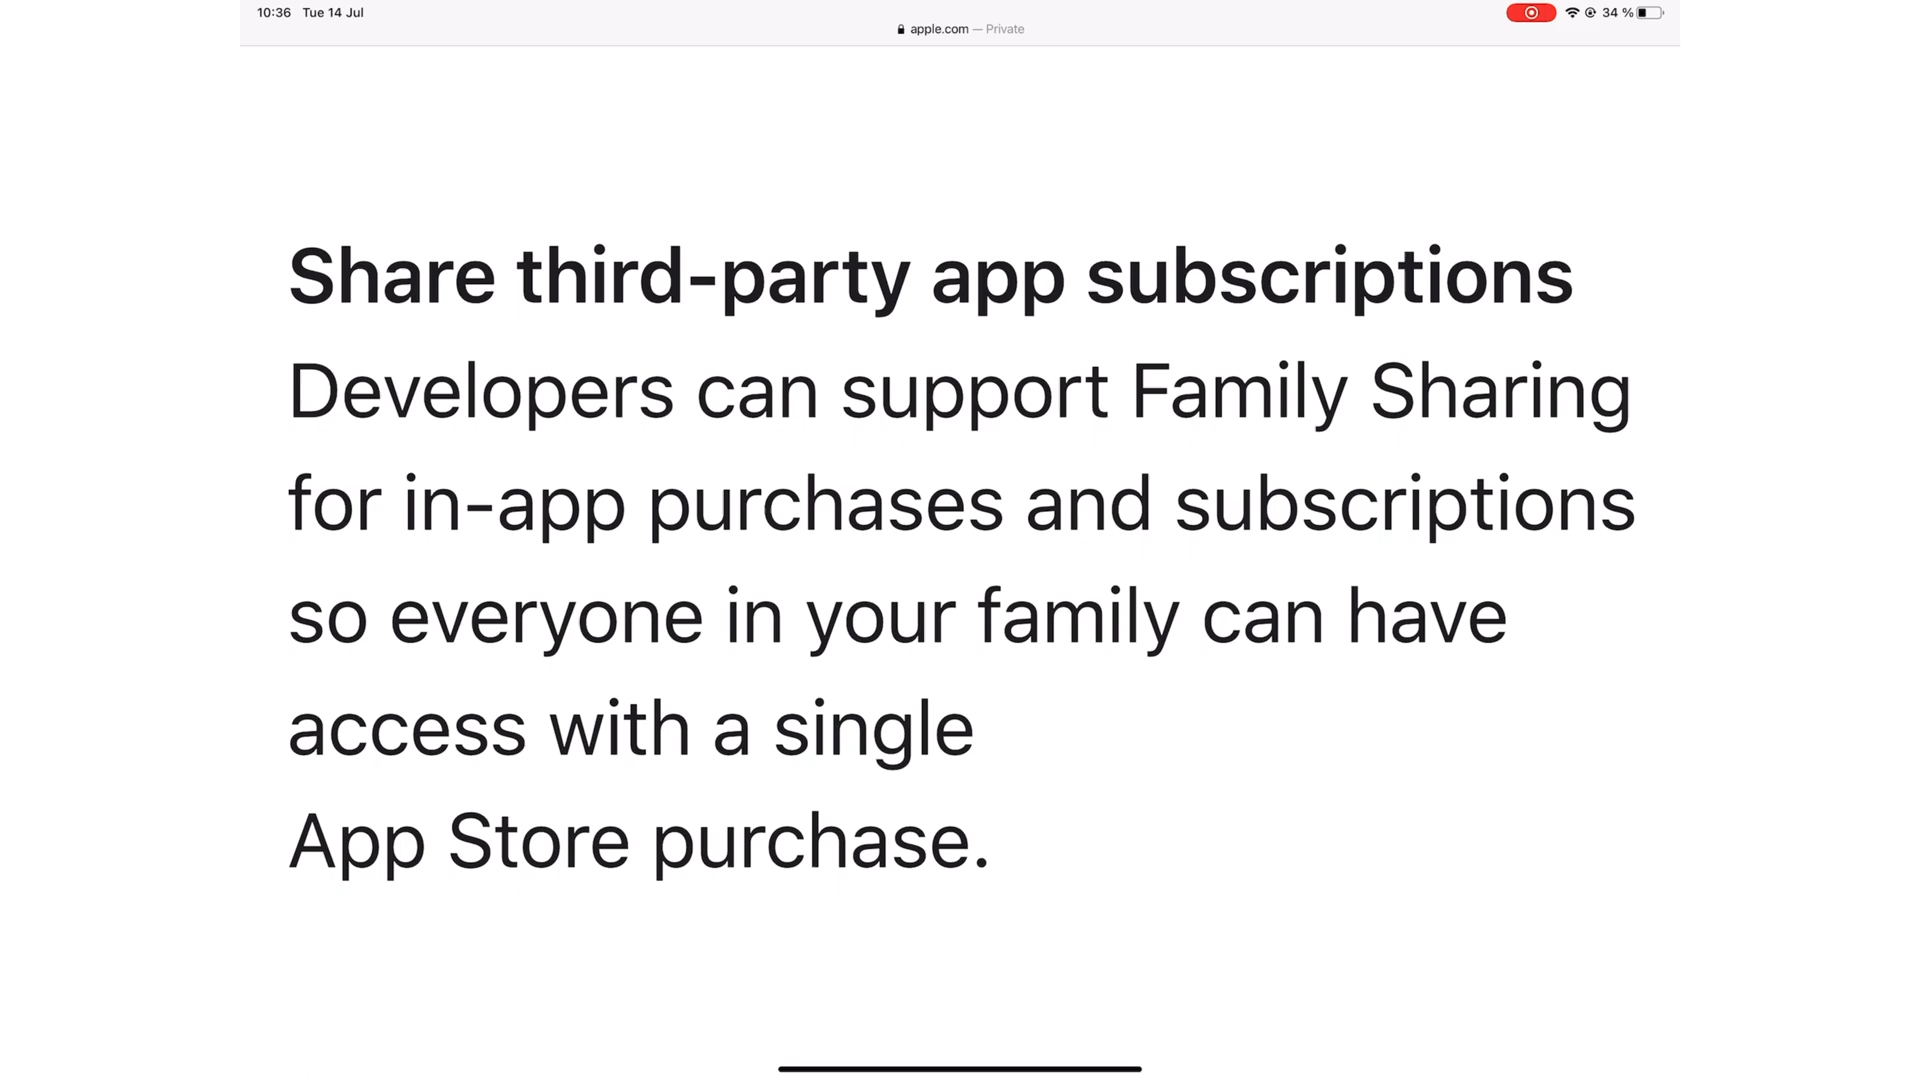 10:36 Tue 14 Jul
34 %
apple.com — Private
Share third-party app subscriptions
Developers can support Family Sharing
for in-app purchases and subscriptions
so everyone in your family can have
access with a single
App Store purchase.